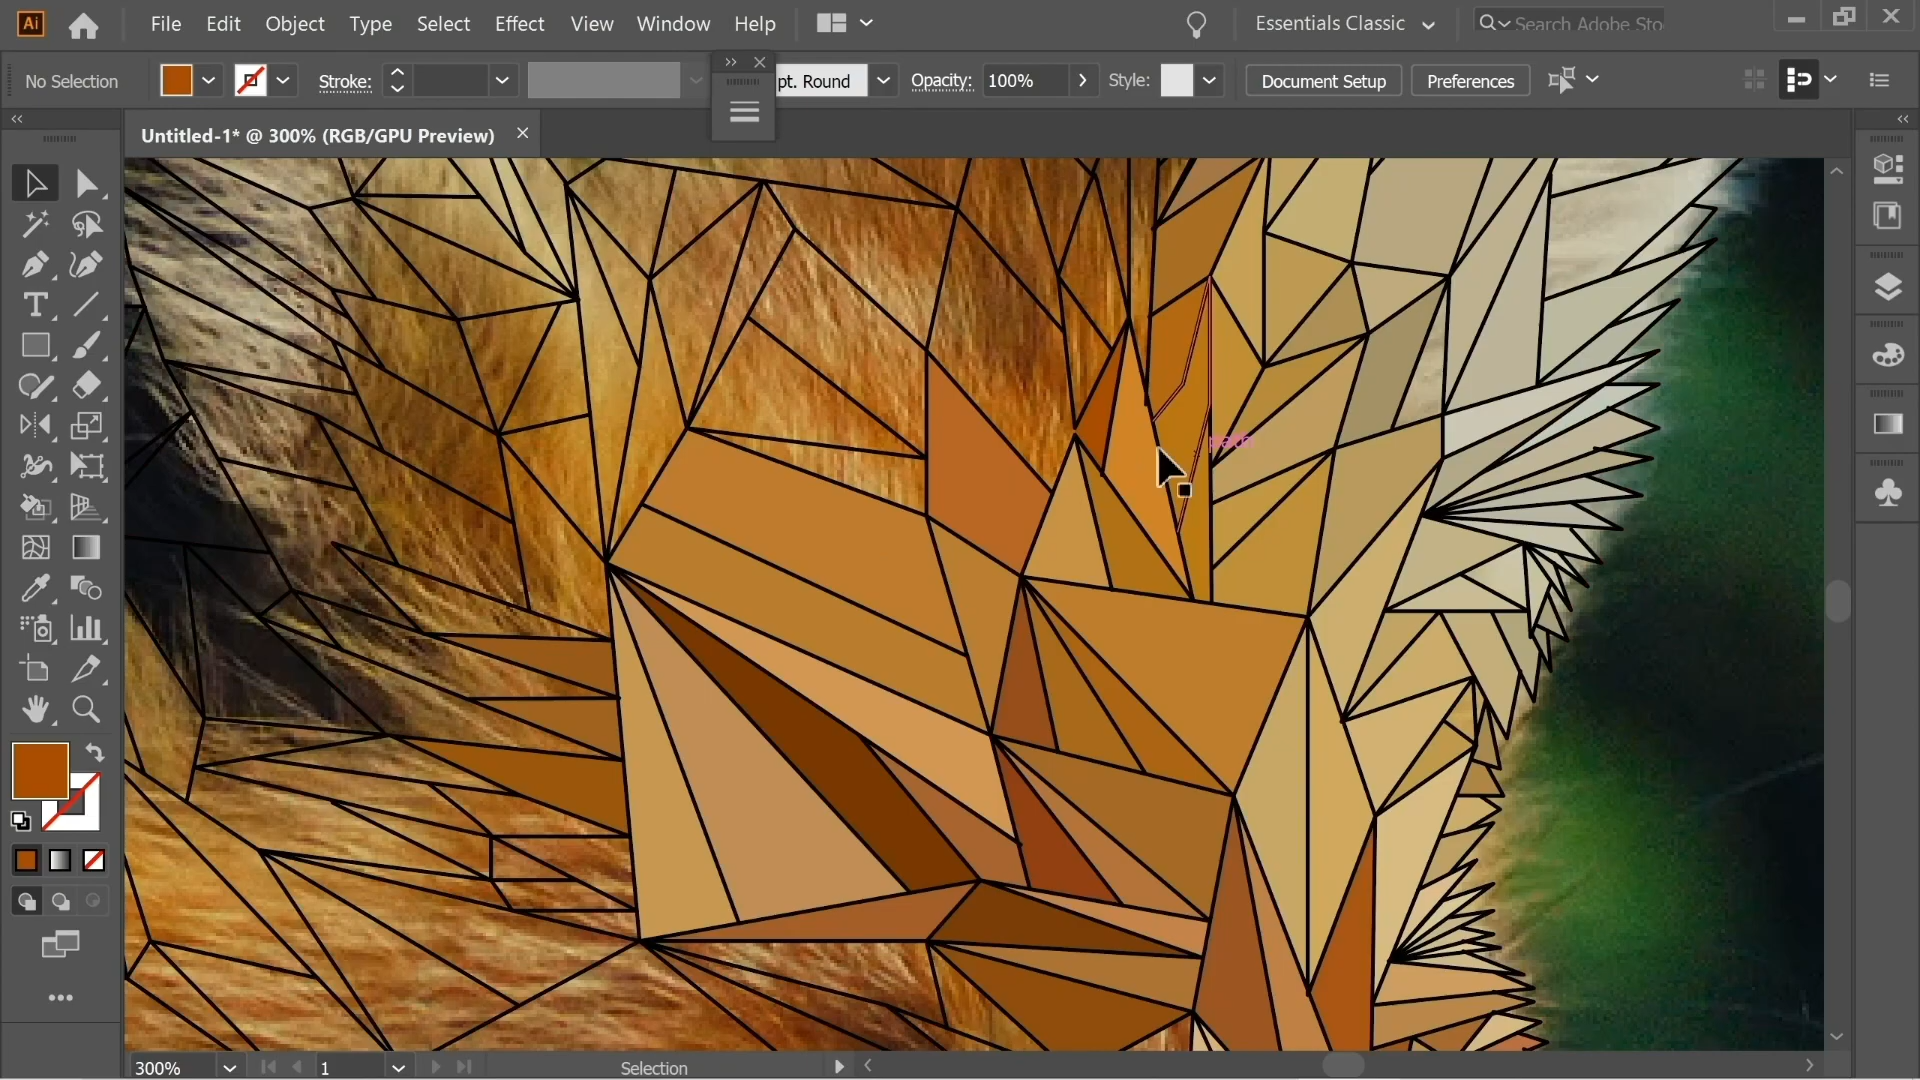 Ai File Edit Object Type Select Effect View Window Help Essentials Classic Search Adobe Sto
No Selection Stroke: pt. Round Opacity: 100% Style: Document Setup Preferences
Untitled-1* @ 300% (RGB/GPU Preview)
path
300% 1 Selection